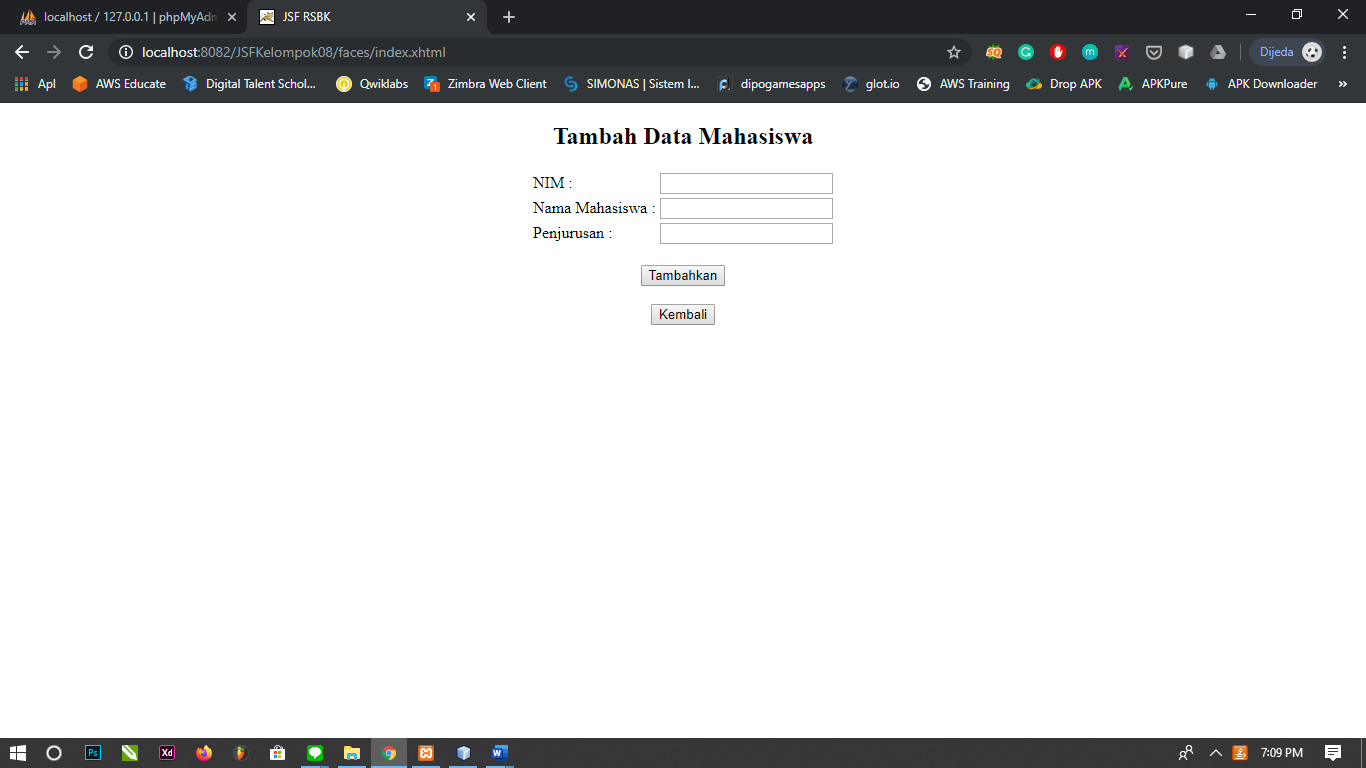 localhost / 127.0.0.1 | phpMyAdm
JSF RSBK
localhost:8082/JSFKelompok08/faces/index.xhtml
Dijeda
Apl AWS Educate Digital Talent Schol... Qwiklabs Zimbra Web Client SIMONAS | Sistem I... dipogamesapps glot.io AWS Training Drop APK APKPure APK Downloader »
Tambah Data Mahasiswa
NIM :
Nama Mahasiswa :
Penjurusan :
Tambahkan
Kembali
Ps Xd W 7:09 PM